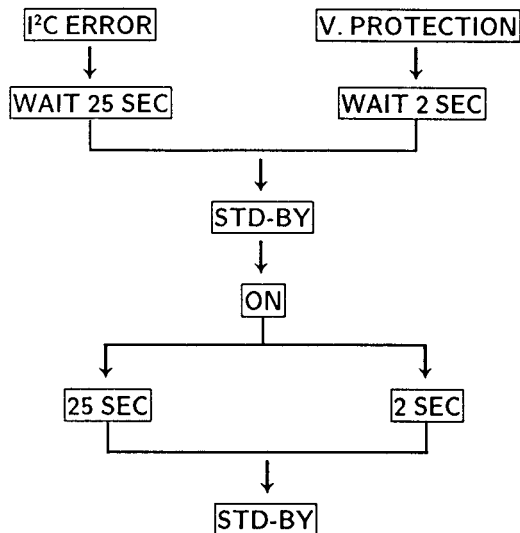 I²C ERROR
V. PROTECTION
WAIT 25 SEC
WAIT 2 SEC
STD-BY
ON
25 SEC
2 SEC
STD-BY